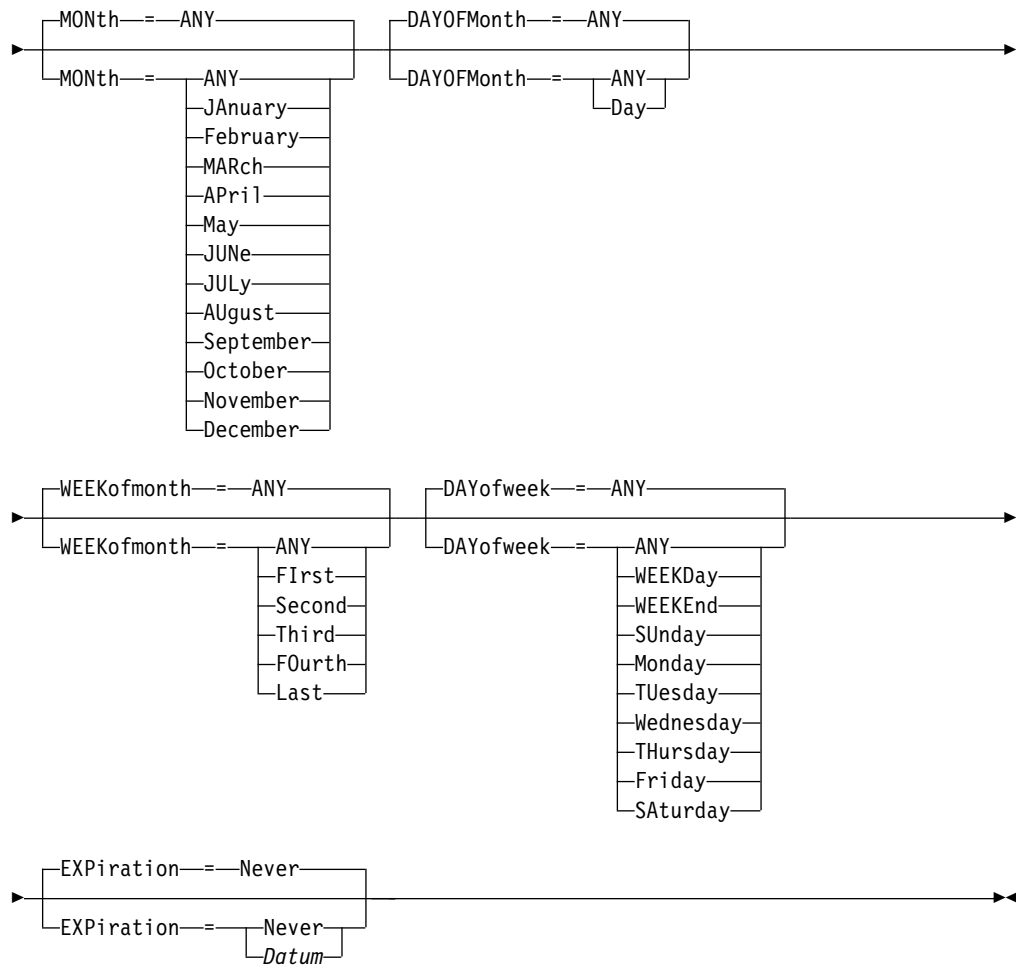 MONth = ANY DAYOFMonth = ANY
MONth = ANY DAYOFMonth = ANY
JAnuary Day
February
MARch
APril
May
JUNe
JULy
AUgust
September
October
November
December
WEEKofmonth = ANY DAYofweek = ANY
WEEKofmonth = ANY DAYofweek = ANY
FIrst WEEKDay
Second WEEKEnd
Third SUnday
FOurth Monday
Last TUesday
Wednesday
THursday
Friday
SAturday
EXPiration = Never
EXPiration = Never
Datum